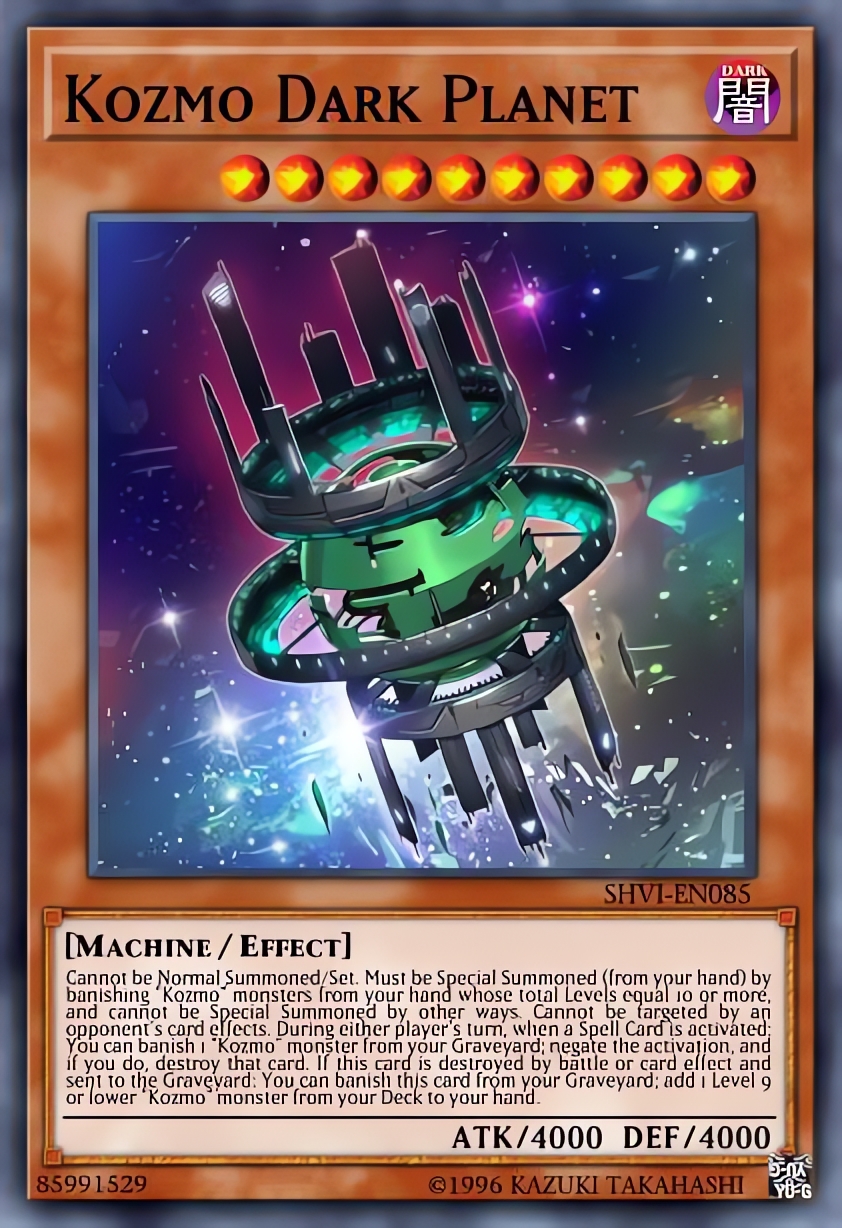 Kozmo Dark Planet
DARK
闇
SHVI-EN085
[Machine / Effect]
Cannot be Normal Summoned/Set. Must be Special Summoned (from your hand) by
banishing "Kozmo" monsters from your hand whose total Levels equal 10 or more,
and cannot be Special Summoned by other ways. Cannot be targeted by an
opponent's card effects. During either player's turn, when a Spell Card is activated:
You can banish 1 "Kozmo" monster from your Graveyard; negate the activation, and
if you do, destroy that card. If this card is destroyed by battle or card effect and
sent to the Graveyard: You can banish this card from your Graveyard; add 1 Level 9
or lower "Kozmo" monster from your Deck to your hand.
ATK/4000 DEF/4000
85991529
©1996 KAZUKI TAKAHASHI